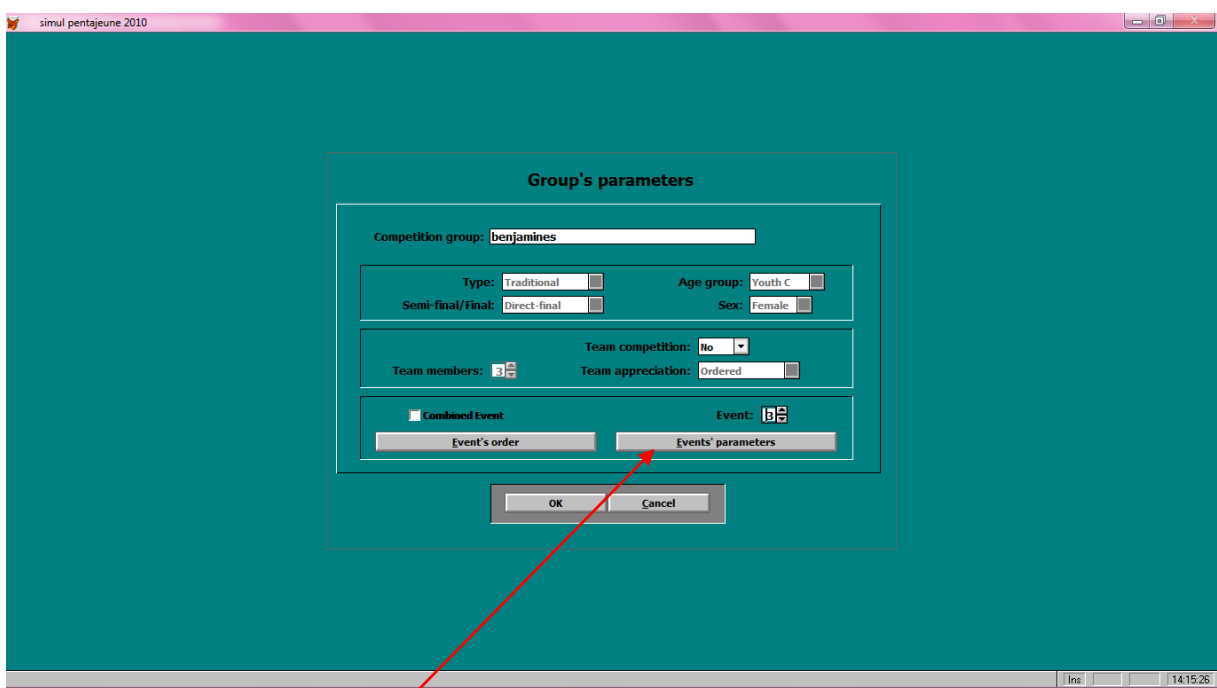 simul pentajeune 2010
Group's parameters
Competition group: benjamines
Type: Traditional Age group: Youth C
Semi-final/Final: Direct-final Sex: Female
Team competition: No
Team members: 3 Team appreciation: Ordered
Combined Event Event: 3
Event's order Events' parameters
OK Cancel
Ins 14:15:26